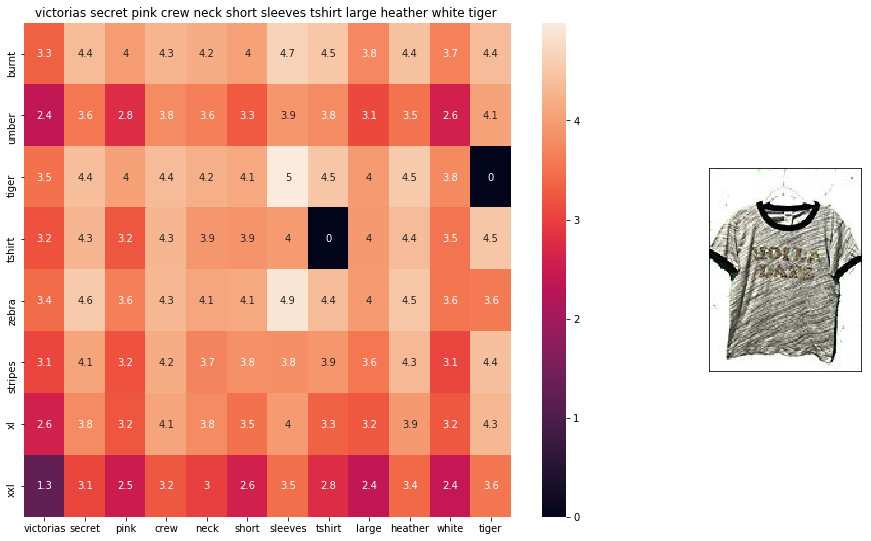 victorias secret pink crew neck short sleeves tshirt large heather white tiger
burnt 3.3 4.4 4 4.3 4.2 4 4.7 4.5 3.8 4.4 3.7 4.4
umber 2.4 3.6 2.8 3.8 3.6 3.3 3.9 3.8 3.1 3.5 2.6 4.1
tiger 3.5 4.4 4 4.4 4.2 4.1 5 4.5 4 4.5 3.8 0
tshirt 3.2 4.3 3.2 4.3 3.9 3.9 4 0 4 4.4 3.5 4.5
zebra 3.4 4.6 3.6 4.3 4.1 4.1 4.9 4.4 4 4.5 3.6 3.6
stripes 3.1 4.1 3.2 4.2 3.7 3.8 3.8 3.9 3.6 4.3 3.1 4.4
xl 2.6 3.8 3.2 4.1 3.8 3.5 4 3.3 3.2 3.9 3.2 4.3
xxl 1.3 3.1 2.5 3.2 3 2.6 3.5 2.8 2.4 3.4 2.4 3.6
victorias secret pink crew neck short sleeves tshirt large heather white tiger
4
3
2
1
0
HOLLA
DAZE